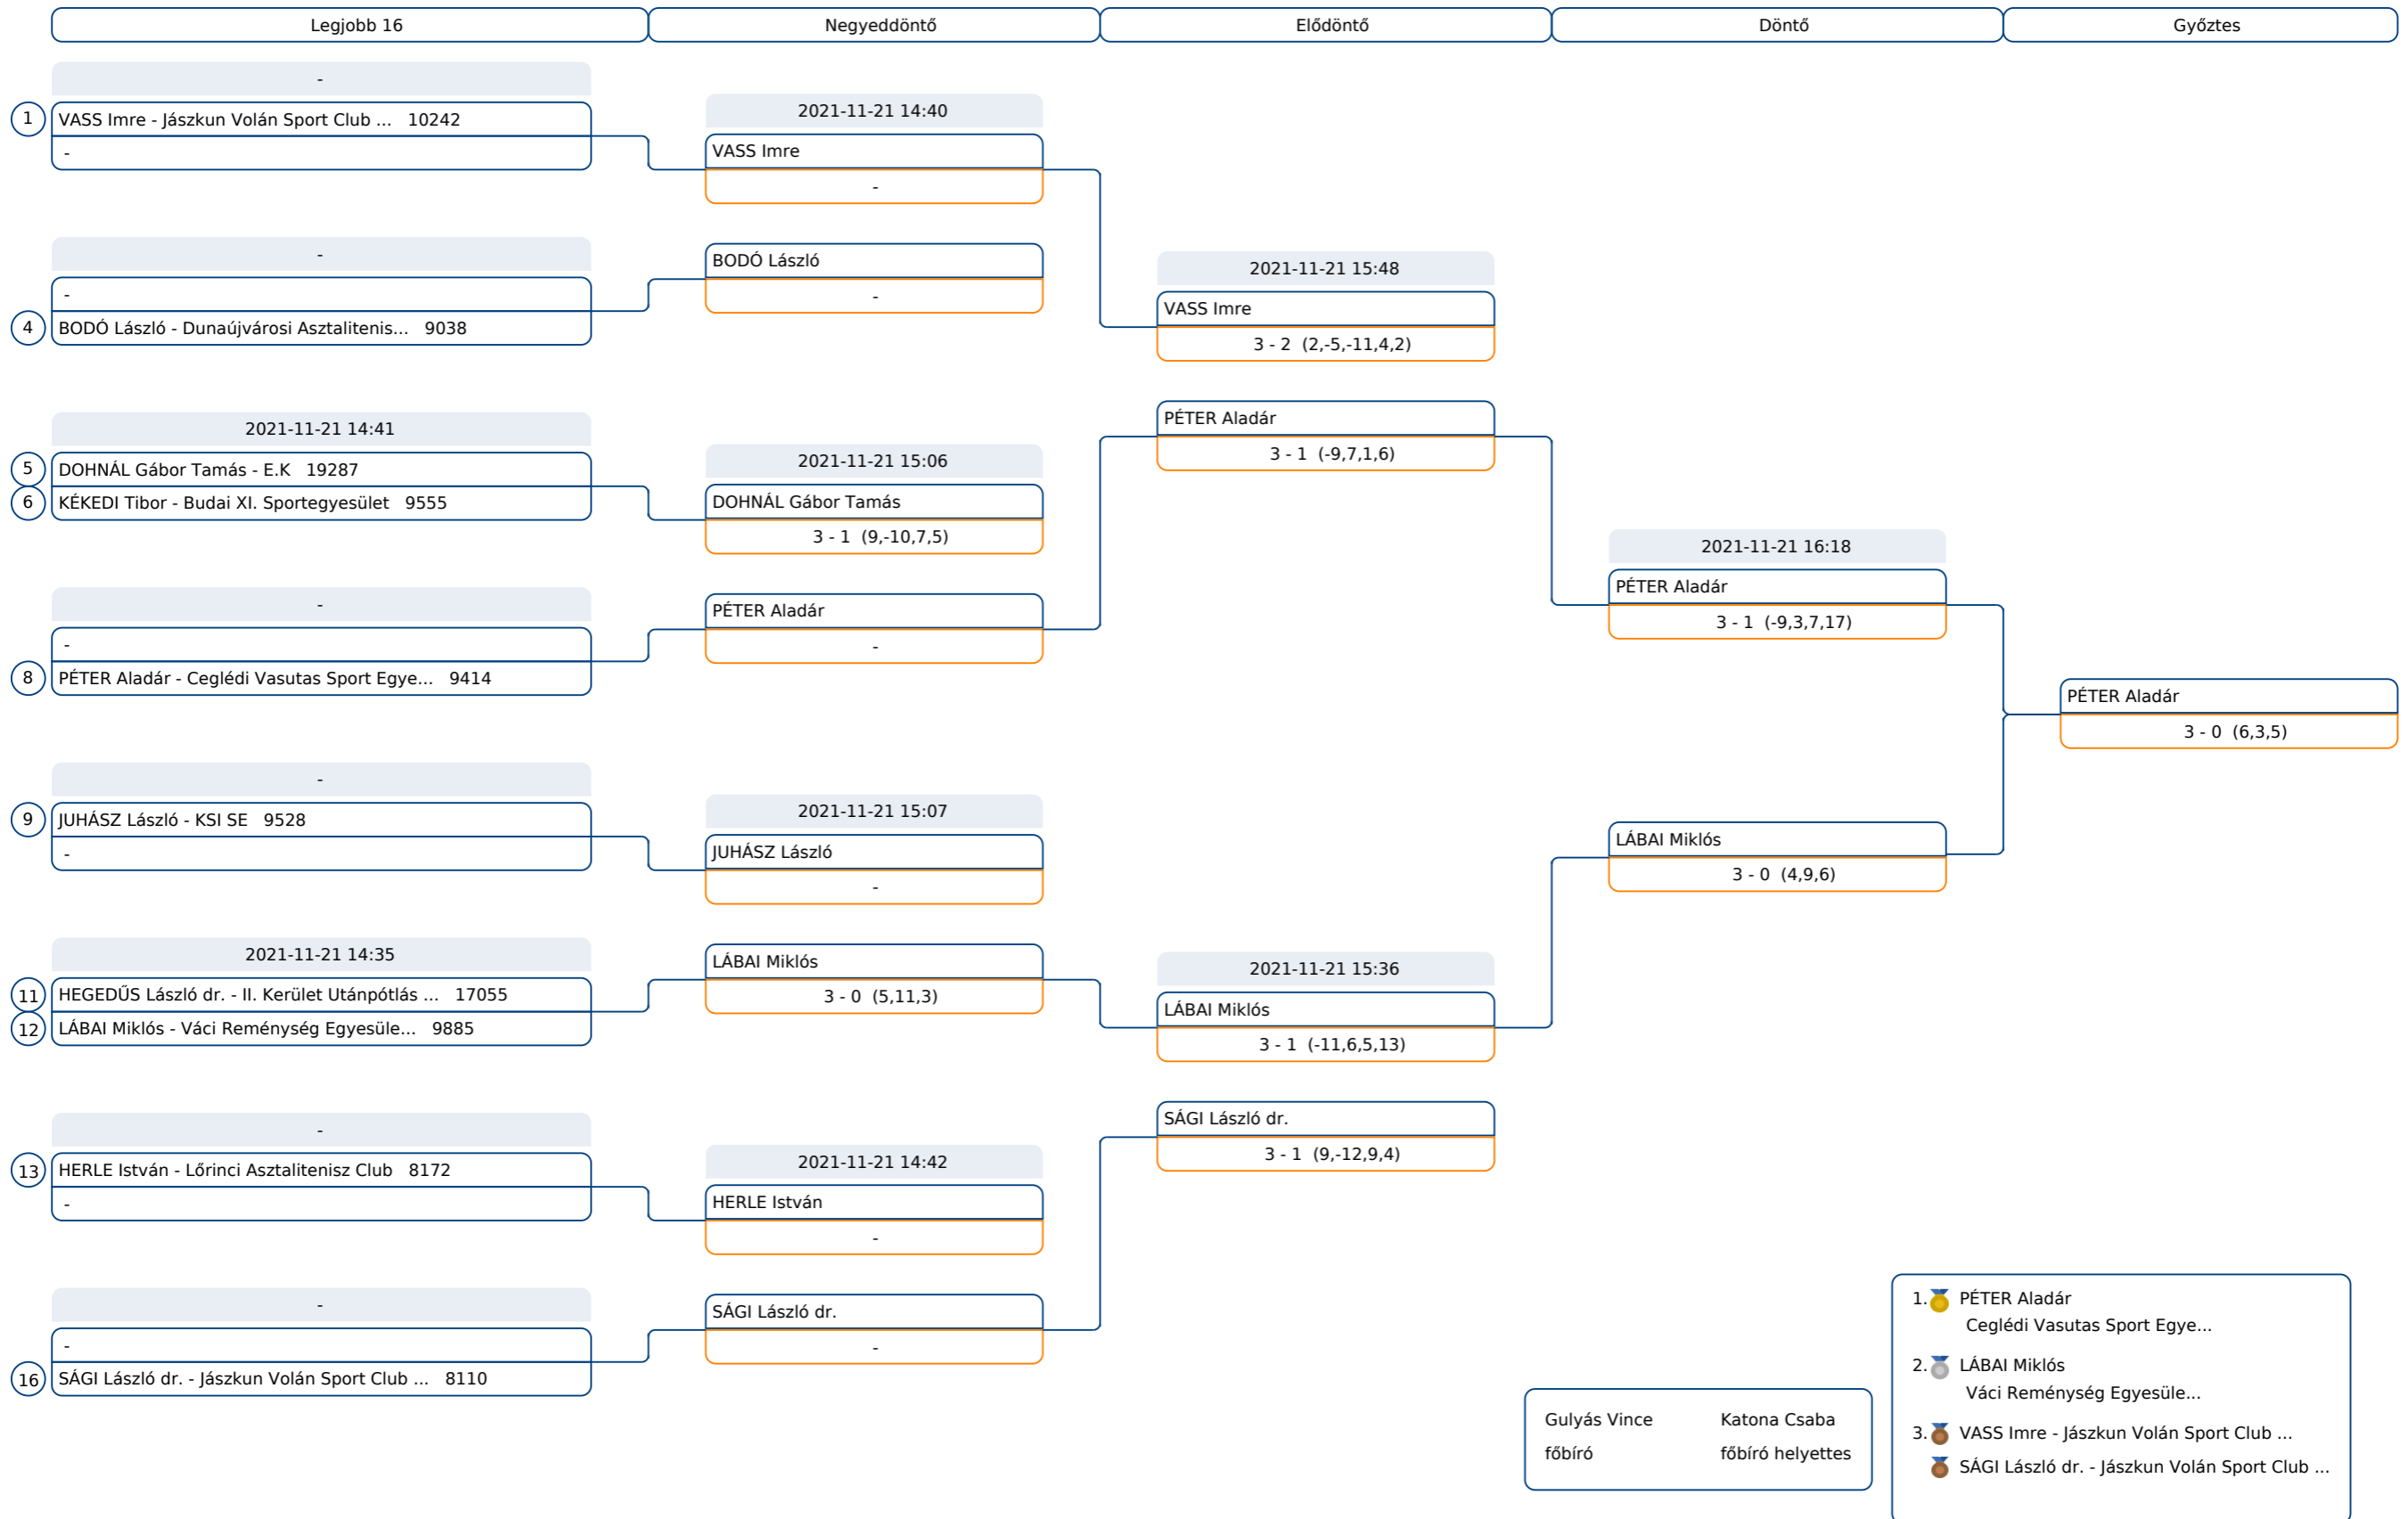 Legjobb 16
Negyeddöntő
Elődöntő
Döntő
Győztes
-
1 VASS Imre - Jászkun Volán Sport Club ... 10242
-
-
-
4 BODÓ László - Dunaújvárosi Asztalitenis... 9038
2021-11-21 14:41
5 DOHNÁL Gábor Tamás - E.K 19287
6 KÉKEDI Tibor - Budai XI. Sportegyesület 9555
-
-
8 PÉTER Aladár - Ceglédi Vasutas Sport Egye... 9414
-
9 JUHÁSZ László - KSI SE 9528
-
2021-11-21 14:35
11 HEGEDŰS László dr. - II. Kerület Utánpótlás ... 17055
12 LÁBAI Miklós - Váci Reménység Egyesüle... 9885
-
13 HERLE István - Lőrinci Asztalitenisz Club 8172
-
-
-
16 SÁGI László dr. - Jászkun Volán Sport Club ... 8110
2021-11-21 14:40
VASS Imre
-
BODÓ László
-
2021-11-21 15:06
DOHNÁL Gábor Tamás
3 - 1 (9,-10,7,5)
PÉTER Aladár
-
2021-11-21 15:07
JUHÁSZ László
-
LÁBAI Miklós
3 - 0 (5,11,3)
2021-11-21 14:42
HERLE István
-
SÁGI László dr.
-
2021-11-21 15:48
VASS Imre
3 - 2 (2,-5,-11,4,2)
PÉTER Aladár
3 - 1 (-9,7,1,6)
2021-11-21 15:36
LÁBAI Miklós
3 - 1 (-11,6,5,13)
SÁGI László dr.
3 - 1 (9,-12,9,4)
2021-11-21 16:18
PÉTER Aladár
3 - 1 (-9,3,7,17)
LÁBAI Miklós
3 - 0 (4,9,6)
PÉTER Aladár
3 - 0 (6,3,5)
Gulyás Vince
főbíró
Katona Csaba
főbíró helyettes
1. PÉTER Aladár
Ceglédi Vasutas Sport Egye...
2. LÁBAI Miklós
Váci Reménység Egyesüle...
3. VASS Imre - Jászkun Volán Sport Club ...
SÁGI László dr. - Jászkun Volán Sport Club ...